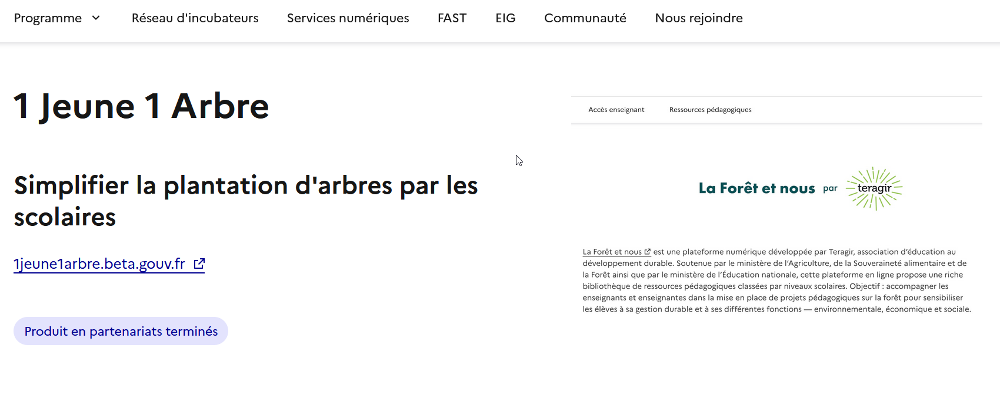 Programme
Réseau d'incubateurs
Services numériques
FAST
EIG
Communauté
Nous rejoindre
1 Jeune 1 Arbre
Simplifier la plantation d'arbres par les
scolaires
1jeune1arbre.beta.gouv.fr
Produit en partenariats terminés
Accès enseignant
Ressources pédagogiques
La Forêt et nous par teragir
La Forêt et nous est une plateforme numérique développée par Teragir, association d’éducation au
développement durable. Soutenue par le ministère de l’Agriculture, de la Souveraineté alimentaire et de
la Forêt ainsi que par le ministère de l’Éducation nationale, cette plateforme en ligne propose une riche
bibliothèque de ressources pédagogiques classées par niveaux scolaires. Objectif : accompagner les
enseignants et enseignantes dans la mise en place de projets pédagogiques sur la forêt pour sensibiliser
les élèves à sa gestion durable et à ses différentes fonctions — environnementale, économique et sociale.